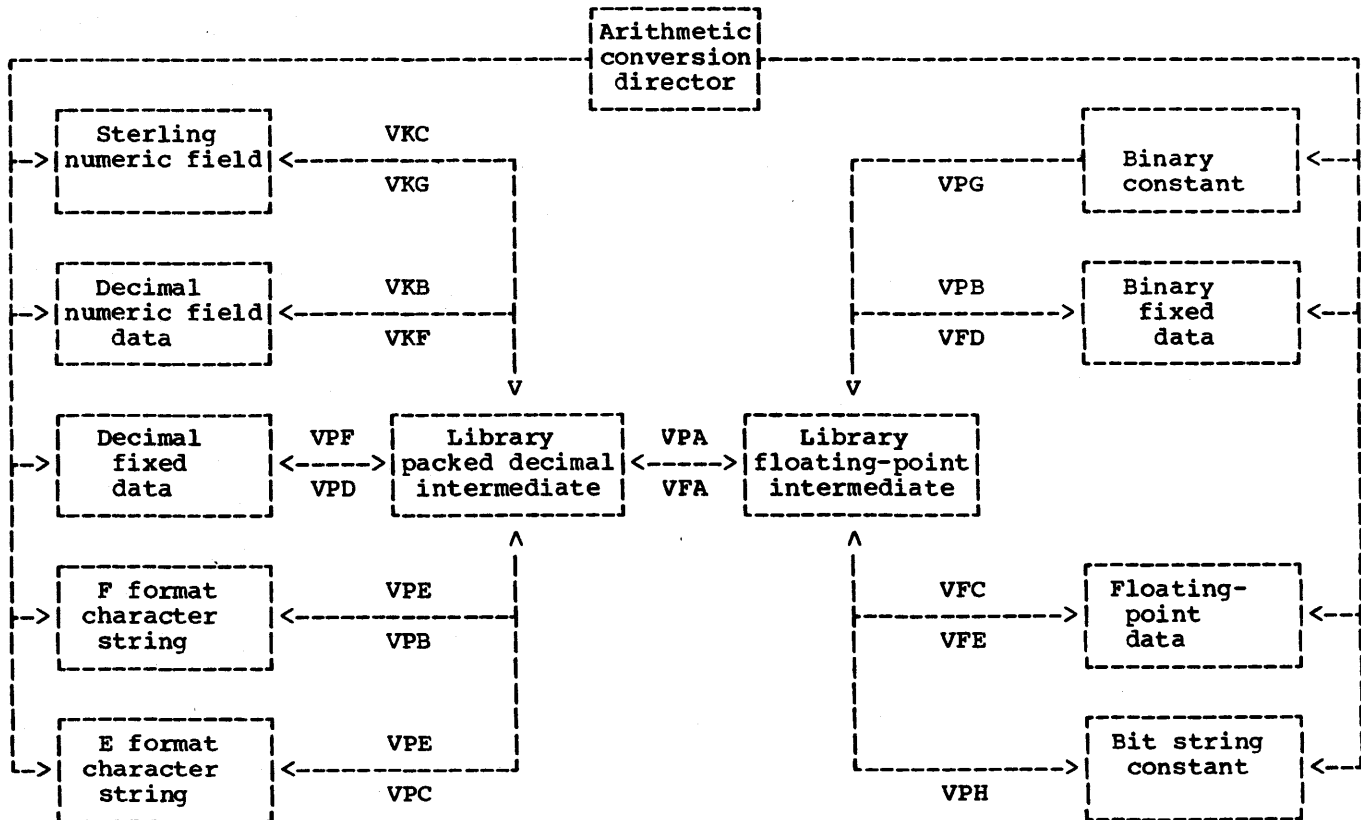 Arithmetic
conversion
director
Sterling
numeric field
VKC
VKG
VPG
Binary
constant
Decimal
numeric field
data
VKB
VKF
VPB
VFD
Binary
fixed
data
V
V
Decimal
fixed
data
VPF
VPD
Library
packed decimal
intermediate
VPA
VFA
Library
floating-point
intermediate
F format
character
string
VPE
VPB
VFC
VFE
Floating-
point
data
E format
character
string
VPE
VPC
VPH
Bit string
constant